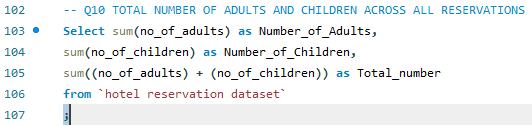 102 -- Q10 TOTAL NUMBER OF ADULTS AND CHILDREN ACROSS ALL RESERVATIONS
103 Select sum(no_of_adults) as Number_of_Adults,
104 sum(no_of_children) as Number_of_Children,
105 sum((no_of_adults) + (no_of_children)) as Total_number
106 from `hotel reservation dataset`
107 ;